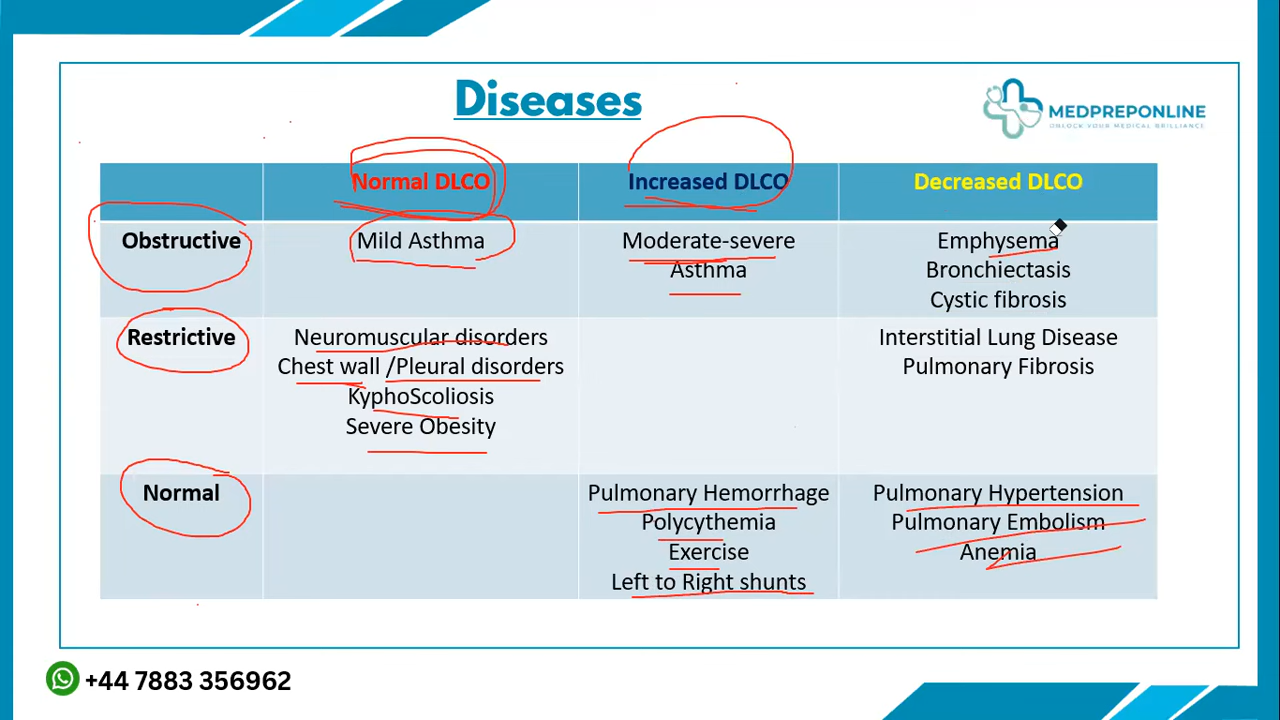 Diseases
MEDPREPONLINE
UNLOCK YOUR MEDICAL BRILLIANCE
Normal DLCO
Increased DLCO
Decreased DLCO
Obstructive
Mild Asthma
Moderate-severe
Asthma
Emphysema
Bronchiectasis
Cystic fibrosis
Restrictive
Neuromuscular disorders
Chest wall /Pleural disorders
KyphoScoliosis
Severe Obesity
Interstitial Lung Disease
Pulmonary Fibrosis
Normal
Pulmonary Hemorrhage
Polycythemia
Exercise
Left to Right shunts
Pulmonary Hypertension
Pulmonary Embolism
Anemia
+44 7883 356962